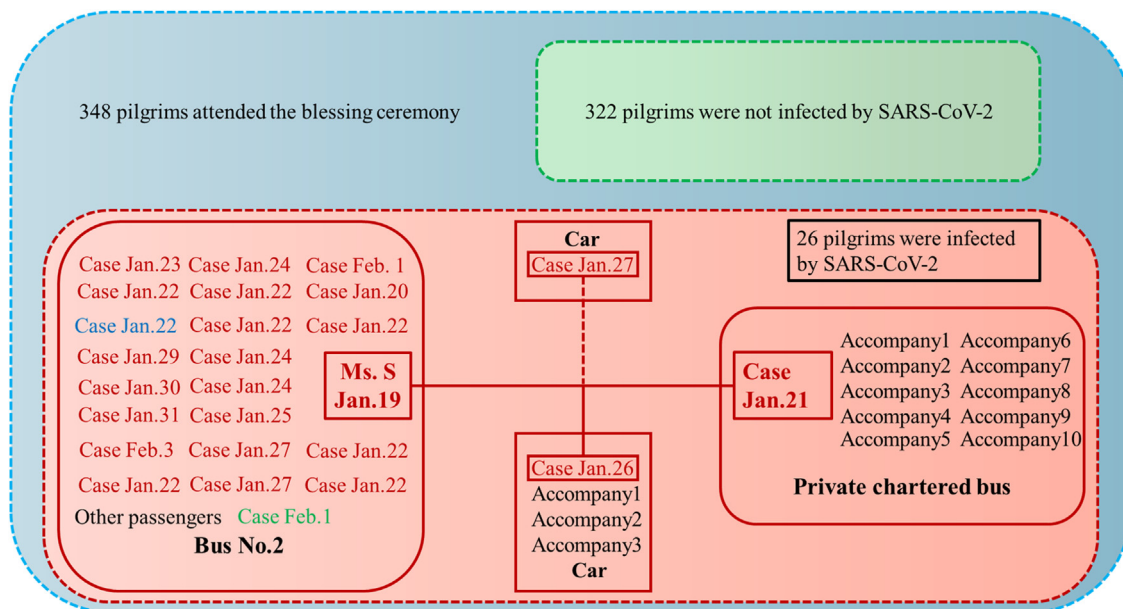 348 pilgrims attended the blessing ceremony
322 pilgrims were not infected by SARS-CoV-2
26 pilgrims were infected
by SARS-CoV-2
Case Jan.23 Case Jan.24 Case Feb. 1
Case Jan.22 Case Jan.22 Case Jan.20
Case Jan.22 Case Jan.22 Case Jan.22
Case Jan.29 Case Jan.24
Case Jan.30 Case Jan.24
Case Jan.31 Case Jan.25
Case Feb.3 Case Jan.27 Case Jan.22
Case Jan.22 Case Jan.27 Case Jan.22
Other passengers Case Feb.1
Bus No.2
Ms. S
Jan.19
Car
Case Jan.27
Case Jan.26
Accompany1
Accompany2
Accompany3
Car
Case
Jan.21
Accompany1 Accompany6
Accompany2 Accompany7
Accompany3 Accompany8
Accompany4 Accompany9
Accompany5 Accompany10
Private chartered bus